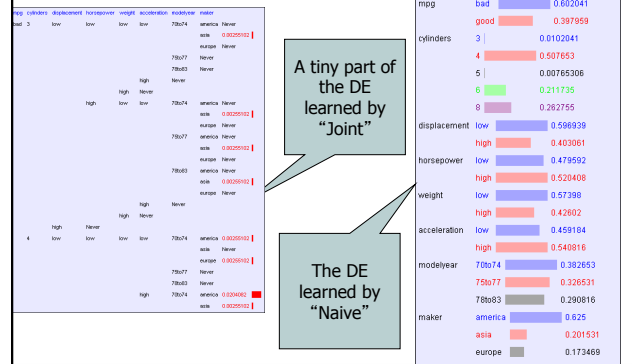 mpg cylinders displacement horsepower weight acceleration modelyear maker
bad 3 low low low low 70to74 america Never
asia 0.00255102
europe Never
75to77 Never
78to83 Never
high Never
high Never
high low low 70to74 america Never
asia 0.00255102
europe Never
75to77 america Never
asia 0.00255102
europe Never
78to83 america Never
asia 0.00255102
europe Never
high Never
high Never
high Never
4 low low low low 70to74 america 0.00255102
asia Never
europe 0.00255102
75to77 Never
78to83 Never
high 70to74 america 0.0204082
asia 0.00255102
A tiny part of
the DE
learned by
“Joint”
The DE
learned by
“Naive”
mpg bad 0.602041
good 0.397959
cylinders 3 0.0102041
4 0.507653
5 0.00765306
6 0.211735
8 0.262755
displacement low 0.596939
high 0.403061
horsepower low 0.479592
high 0.520408
weight low 0.57398
high 0.42602
acceleration low 0.459184
high 0.540816
modelyear 70to74 0.382653
75to77 0.326531
78to83 0.290816
maker america 0.625
asia 0.201531
europe 0.173469